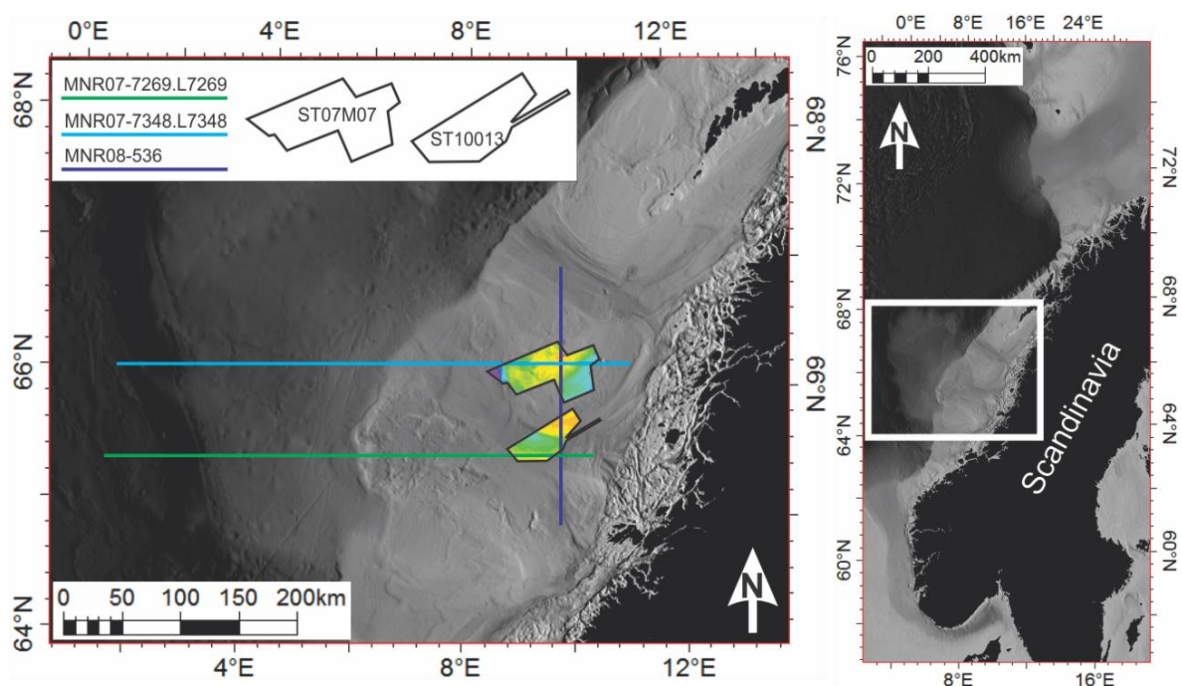 0°E 4°E 8°E 12°E
0°E 8°E 16°E 24°E
MNR07-7269.L7269
MNR07-7348.L7348
MNR08-536
ST07M07
ST10013
68°N
66°N
64°N
68°N
66°N
0 50 100 150 200km
N
4°E 8°E 12°E
0 200 400km
N
76°N
72°N
68°N
64°N
60°N
72°N
68°N
64°N
60°N
Scandinavia
8°E 16°E